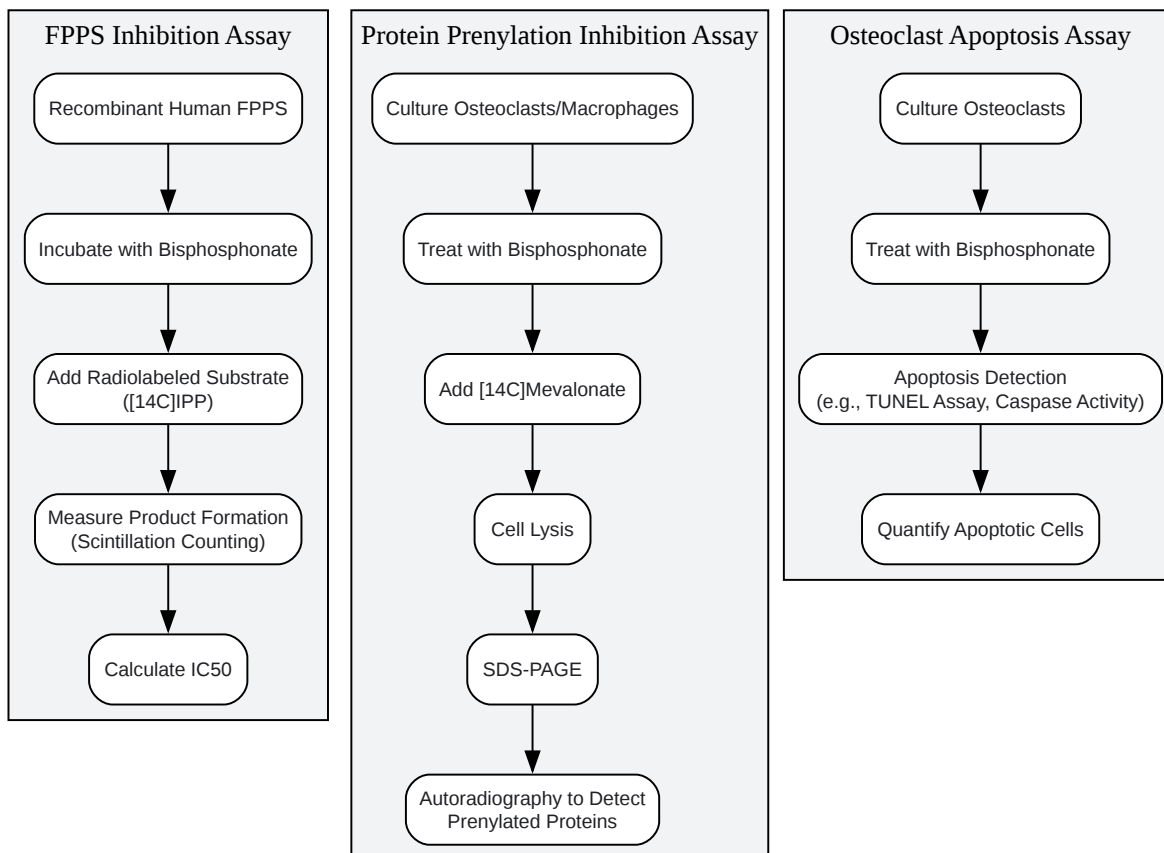 FPPS Inhibition Assay
Recombinant Human FPPS
Incubate with Bisphosphonate
Add Radiolabeled Substrate
([14C]IPP)
Measure Product Formation
(Scintillation Counting)
Calculate IC50
Protein Prenylation Inhibition Assay
Culture Osteoclasts/Macrophages
Treat with Bisphosphonate
Add [14C]Mevalonate
Cell Lysis
SDS-PAGE
Autoradiography to Detect
Prenylated Proteins
Osteoclast Apoptosis Assay
Culture Osteoclasts
Treat with Bisphosphonate
Apoptosis Detection
(e.g., TUNEL Assay, Caspase Activity)
Quantify Apoptotic Cells